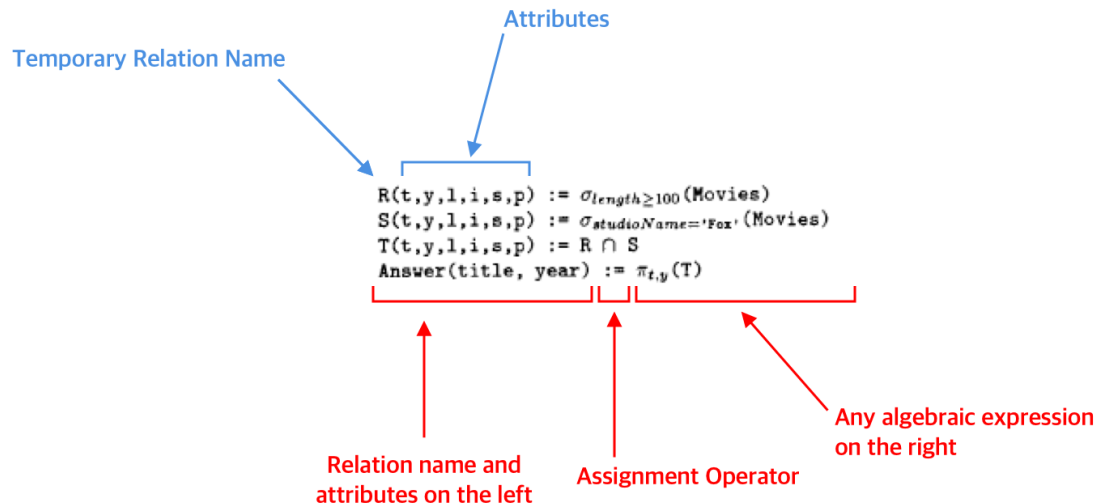 Attributes
Temporary Relation Name
R(t,y,l,i,s,p) := σlength≥100(Movies)
S(t,y,l,i,s,p) := σstudioName='Fox'(Movies)
T(t,y,l,i,s,p) := R ∩ S
Answer(title, year) := πt,y(T)
Relation name and
attributes on the left
Assignment Operator
Any algebraic expression
on the right